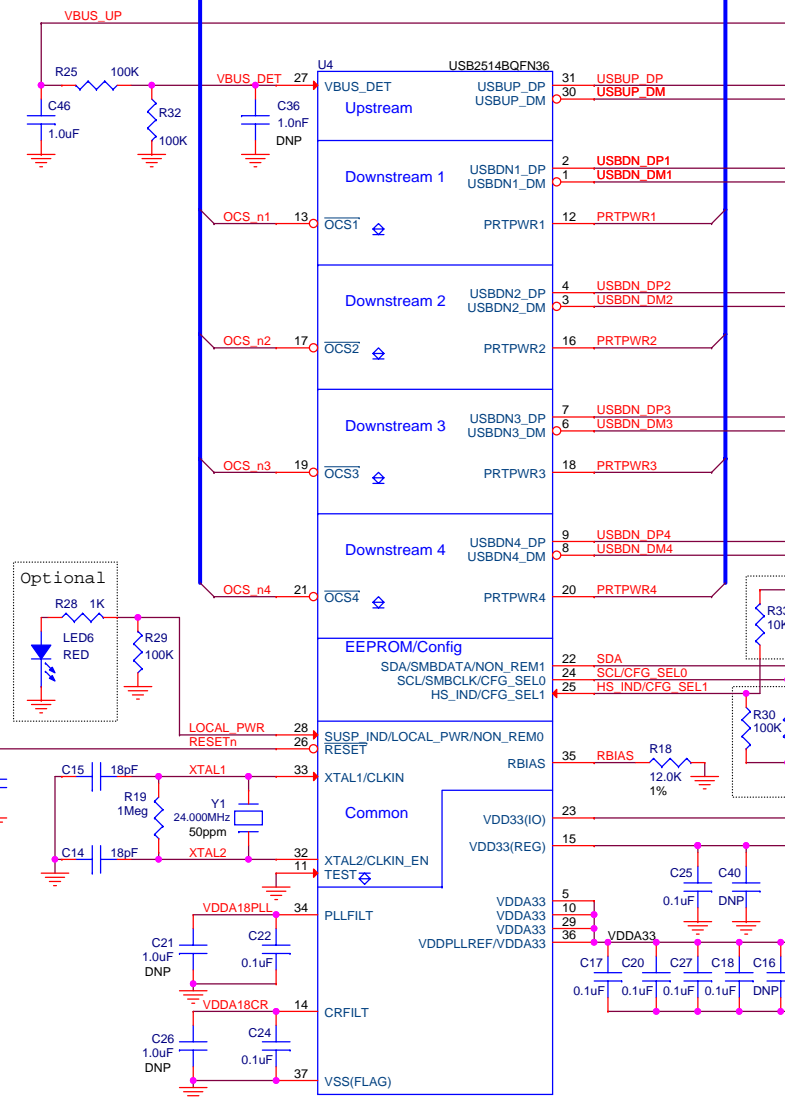 VBUS_UP
U4 USB2514BQFN36
R25 100K VBUS_DET 27 VBUS_DET USBUP_DP 31 USBUP_DP
USBUP_DM 30 USBUP_DM
C46 1.0uF
R32 100K
C36 1.0nF DNP
Upstream
Downstream 1 USBDN1_DP 2 USBDN_DP1
USBDN1_DM 1 USBDN_DM1
OCS_n1 13 OCS1 PRTPWR1 12 PRTPWR1
Downstream 2 USBDN2_DP 4 USBDN_DP2
USBDN2_DM 3 USBDN_DM2
OCS_n2 17 OCS2 PRTPWR2 16 PRTPWR2
Downstream 3 USBDN3_DP 7 USBDN_DP3
USBDN3_DM 6 USBDN_DM3
OCS_n3 19 OCS3 PRTPWR3 18 PRTPWR3
Downstream 4 USBDN4_DP 9 USBDN_DP4
USBDN4_DM 8 USBDN_DM4
OCS_n4 21 OCS4 PRTPWR4 20 PRTPWR4
Optional
R28 1K
LED6
RED
R29
100K
EEPROM/Config
SDA/SMBDATA/NON_REM1 22 SDA
SCL/SMBCLK/CFG_SEL0 24 SCL/CFG_SEL0
HS_IND/CFG_SEL1 25 HS_IND/CFG_SEL1
R30
100K
LOCAL_PWR 28 SUSP_IND/LOCAL_PWR/NON_REM0
RESETn 26 RESET
RBIAS 35 RBIAS R18
12.0K
1%
C15 18pF XTAL1 33 XTAL1/CLKIN
R19
1Meg
Y1
24.000MHz
50ppm
Common
VDD33(IO) 23
VDD33(REG) 15
C14 18pF XTAL2 32 XTAL2/CLKIN_EN
11 TEST
C25
0.1uF
C40
DNP
VDDA33 5
VDDA33 10
VDDA33 29
VDDPLLREF/VDDA33 36 VDDA33
VDDA18PLL 34 PLLFILT
C21
1.0uF
DNP
C22
0.1uF
C17 C20 C27 C18 C16
0.1uF 0.1uF 0.1uF 0.1uF DNP
VDDA18CR 14 CRFILT
C26
1.0uF
DNP
C24
0.1uF
37 VSS(FLAG)